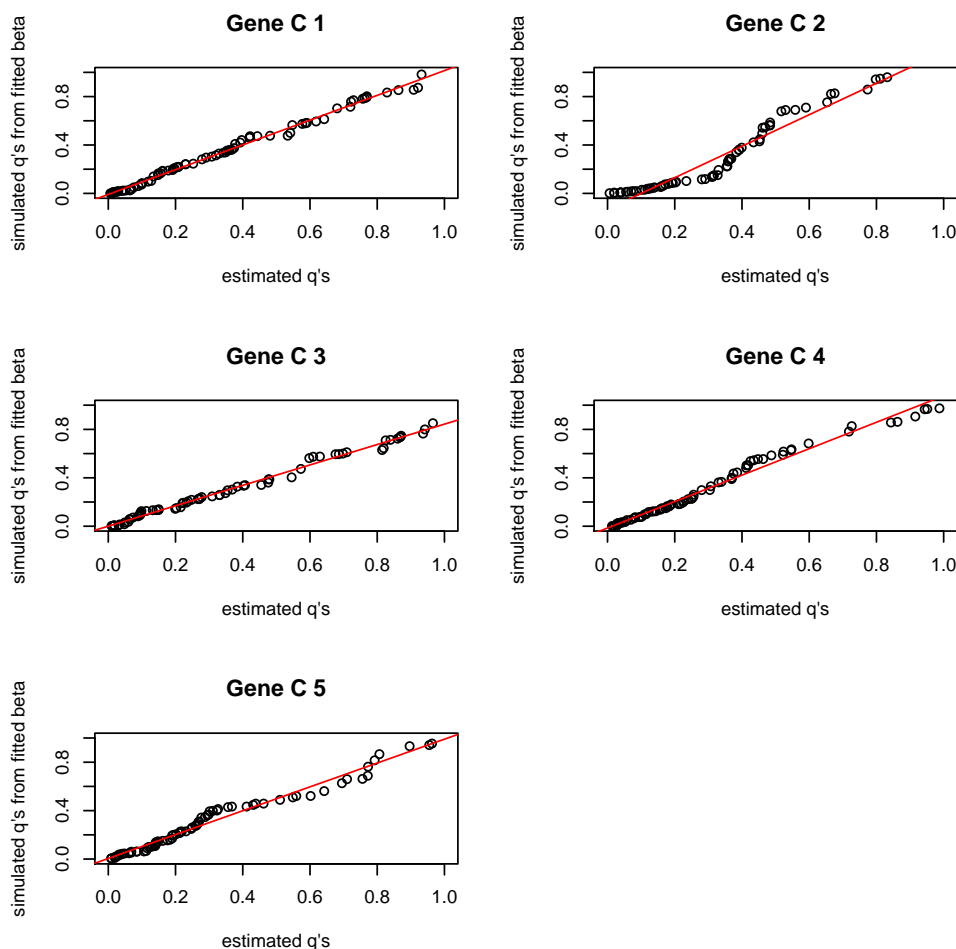 Gene C 1
simulated q's from fitted beta
0.0 0.4 0.8
0.0 0.2 0.4 0.6 0.8 1.0
estimated q's
Gene C 2
simulated q's from fitted beta
0.0 0.4 0.8
0.0 0.2 0.4 0.6 0.8 1.0
estimated q's
Gene C 3
simulated q's from fitted beta
0.0 0.4 0.8
0.0 0.2 0.4 0.6 0.8 1.0
estimated q's
Gene C 4
simulated q's from fitted beta
0.0 0.4 0.8
0.0 0.2 0.4 0.6 0.8 1.0
estimated q's
Gene C 5
simulated q's from fitted beta
0.0 0.4 0.8
0.0 0.2 0.4 0.6 0.8 1.0
estimated q's